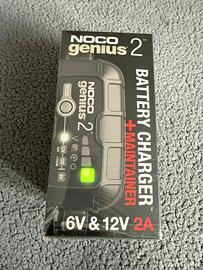 NOCO
genius 2
BATTERY CHARGER
+MAINTAINER
NOCO
genius 2
6V & 12V 2A